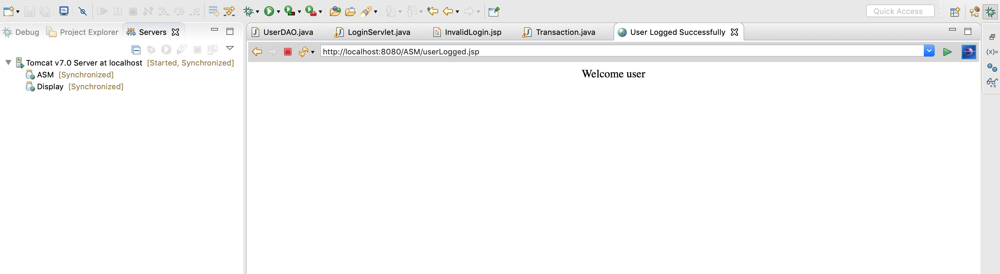 Quick Access
Debug Project Explorer Servers
UserDAO.java LoginServlet.java InvalidLogin.jsp Transaction.java User Logged Successfully
http://localhost:8080/ASM/userLogged.jsp
(x)=
Tomcat v7.0 Server at localhost [Started, Synchronized]
ASM [Synchronized]
Display [Synchronized]
Welcome user